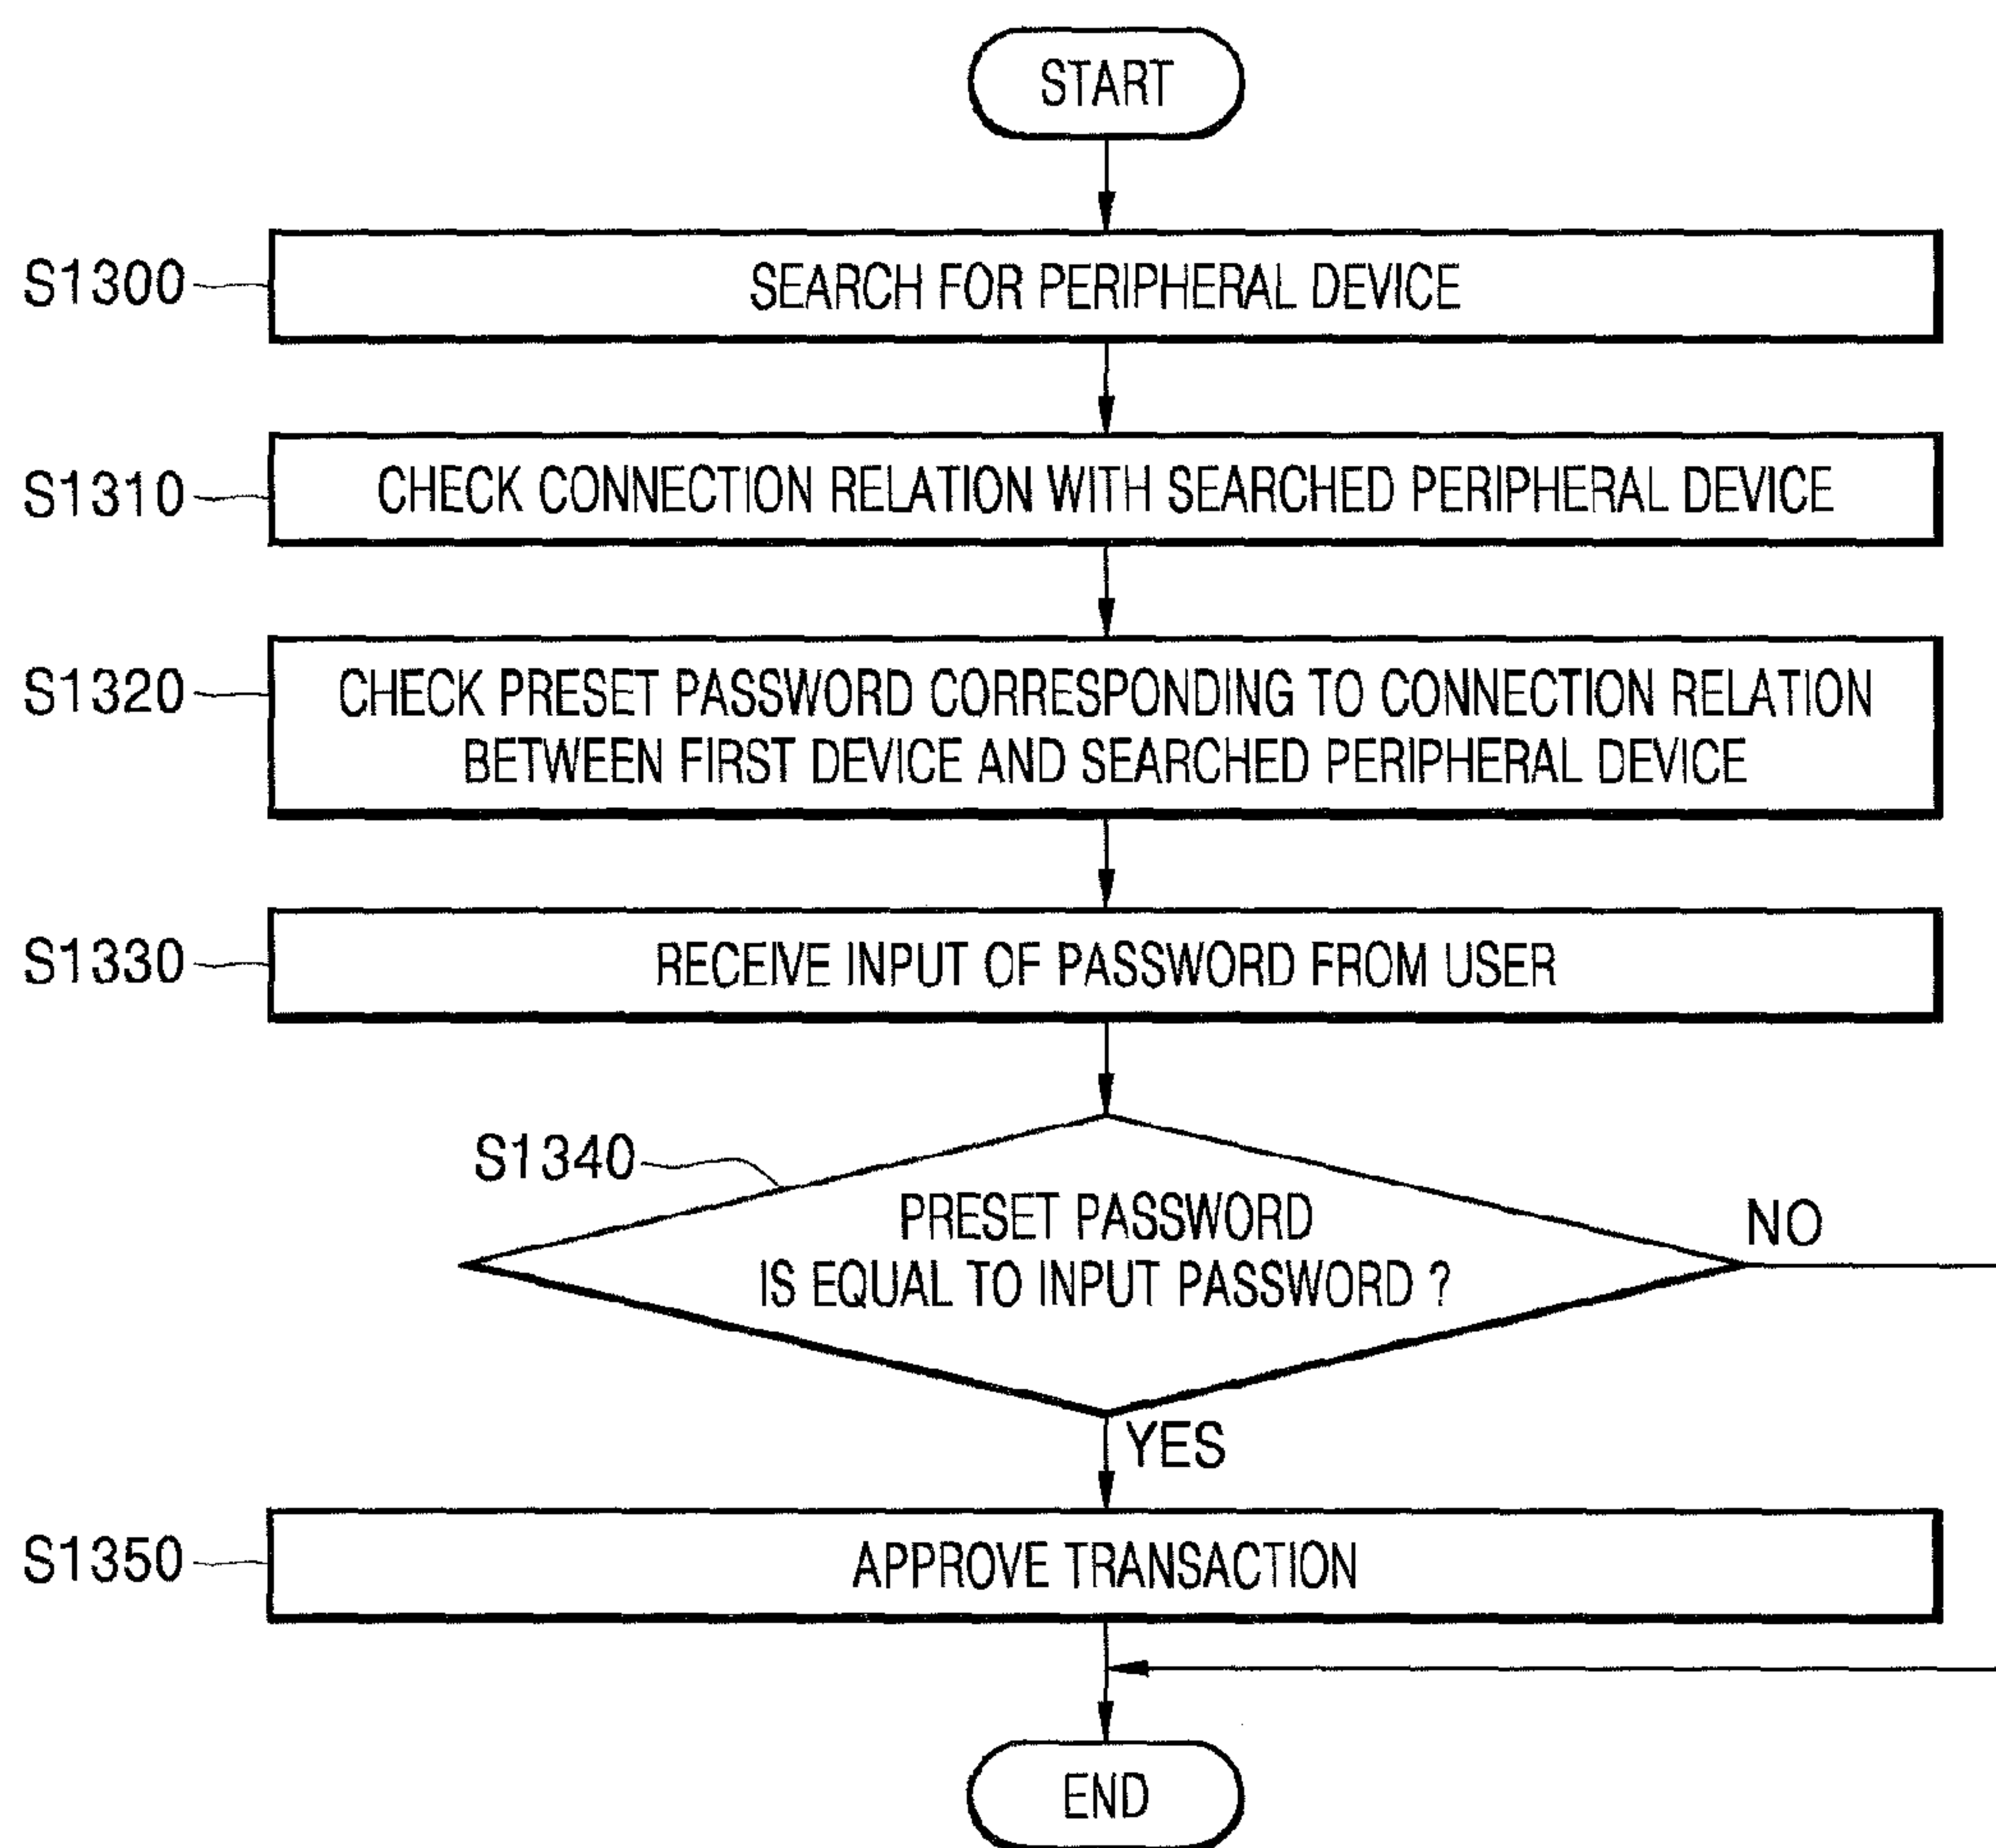 START
S1300
SEARCH FOR PERIPHERAL DEVICE
S1310
CHECK CONNECTION RELATION WITH SEARCHED PERIPHERAL DEVICE
S1320
CHECK PRESET PASSWORD CORRESPONDING TO CONNECTION RELATION
BETWEEN FIRST DEVICE AND SEARCHED PERIPHERAL DEVICE
S1330
RECEIVE INPUT OF PASSWORD FROM USER
S1340
PRESET PASSWORD
IS EQUAL TO INPUT PASSWORD ?
NO
YES
S1350
APPROVE TRANSACTION
END